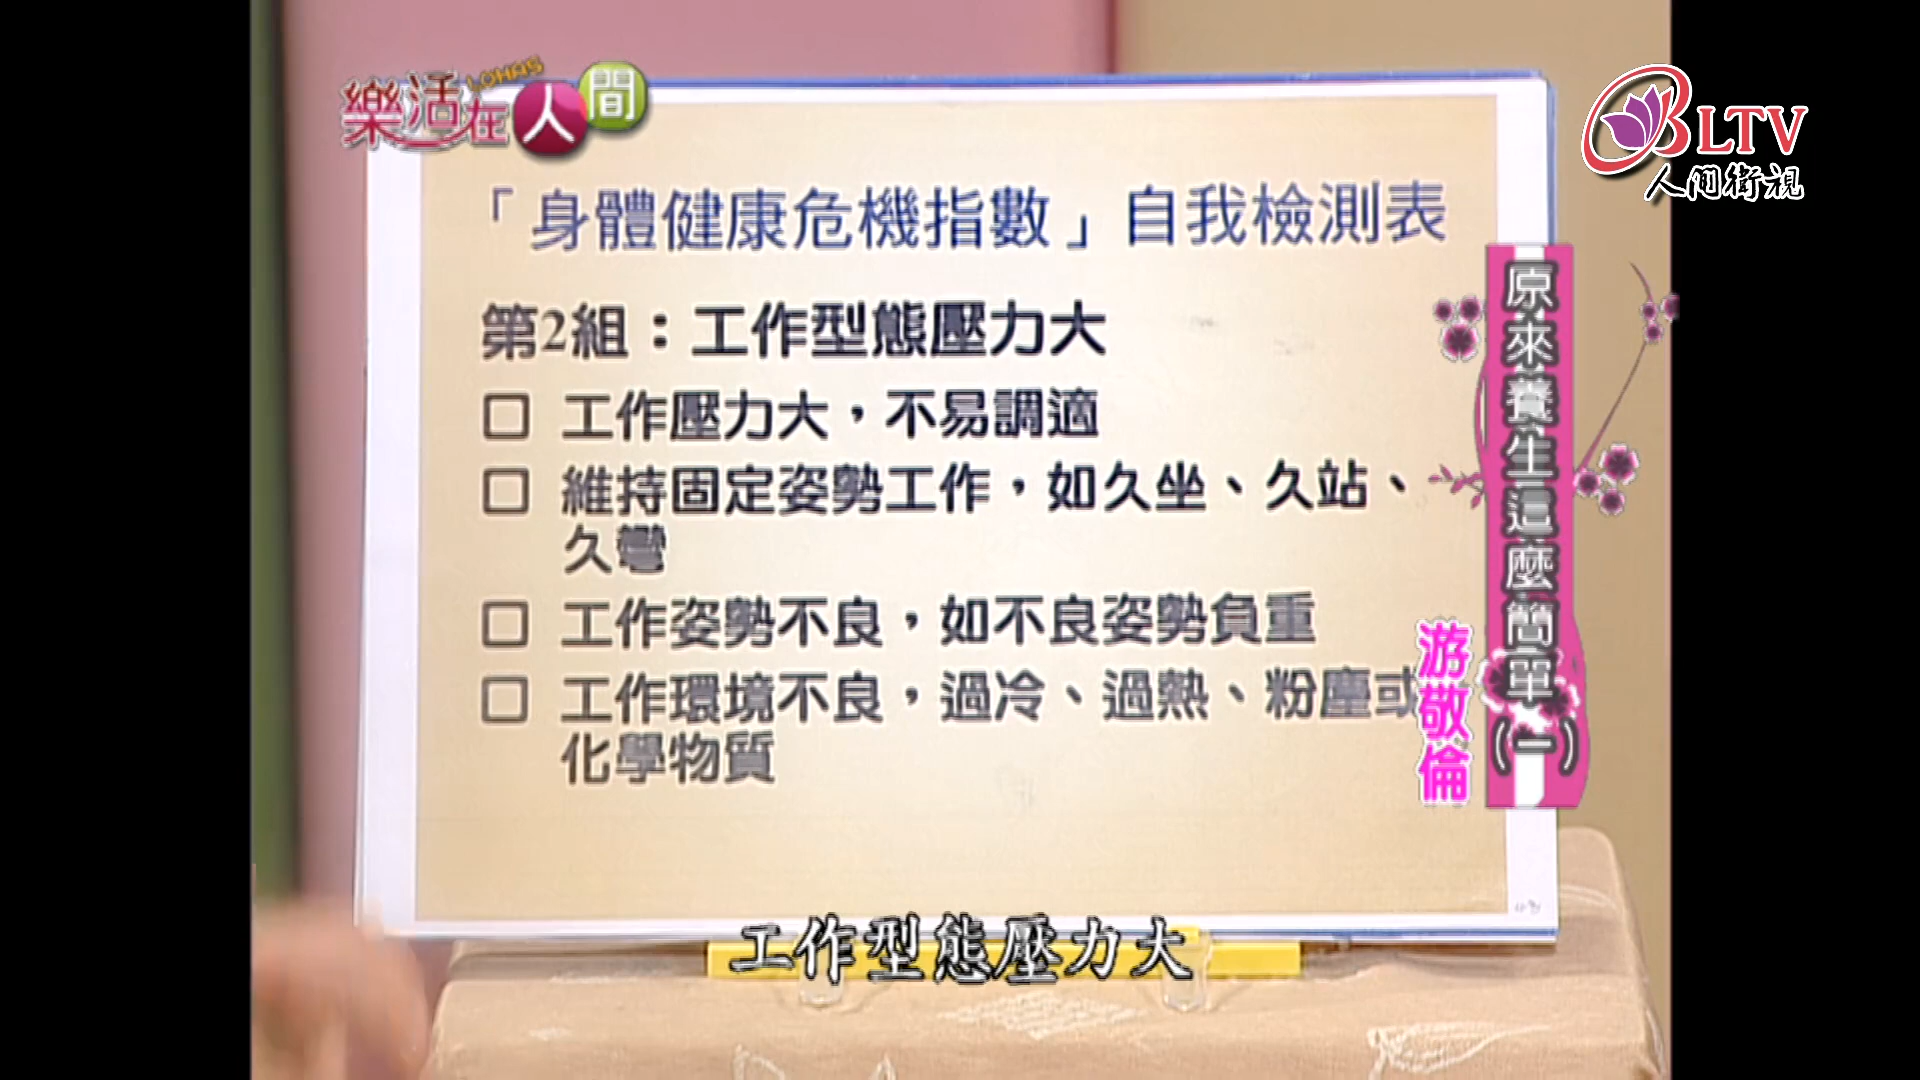 樂活在人間
LOHAS
BLTV
人間衛視
「身體健康危機指數」自我檢測表
第2組：工作型態壓力大
□ 工作壓力大，不易調適
□ 維持固定姿勢工作，如久坐、久站、
久彎
□ 工作姿勢不良，如不良姿勢負重
□ 工作環境不良，過冷、過熱、粉塵或
化學物質
原來養生這麼簡單(一)
游敬倫
工作型態壓力大